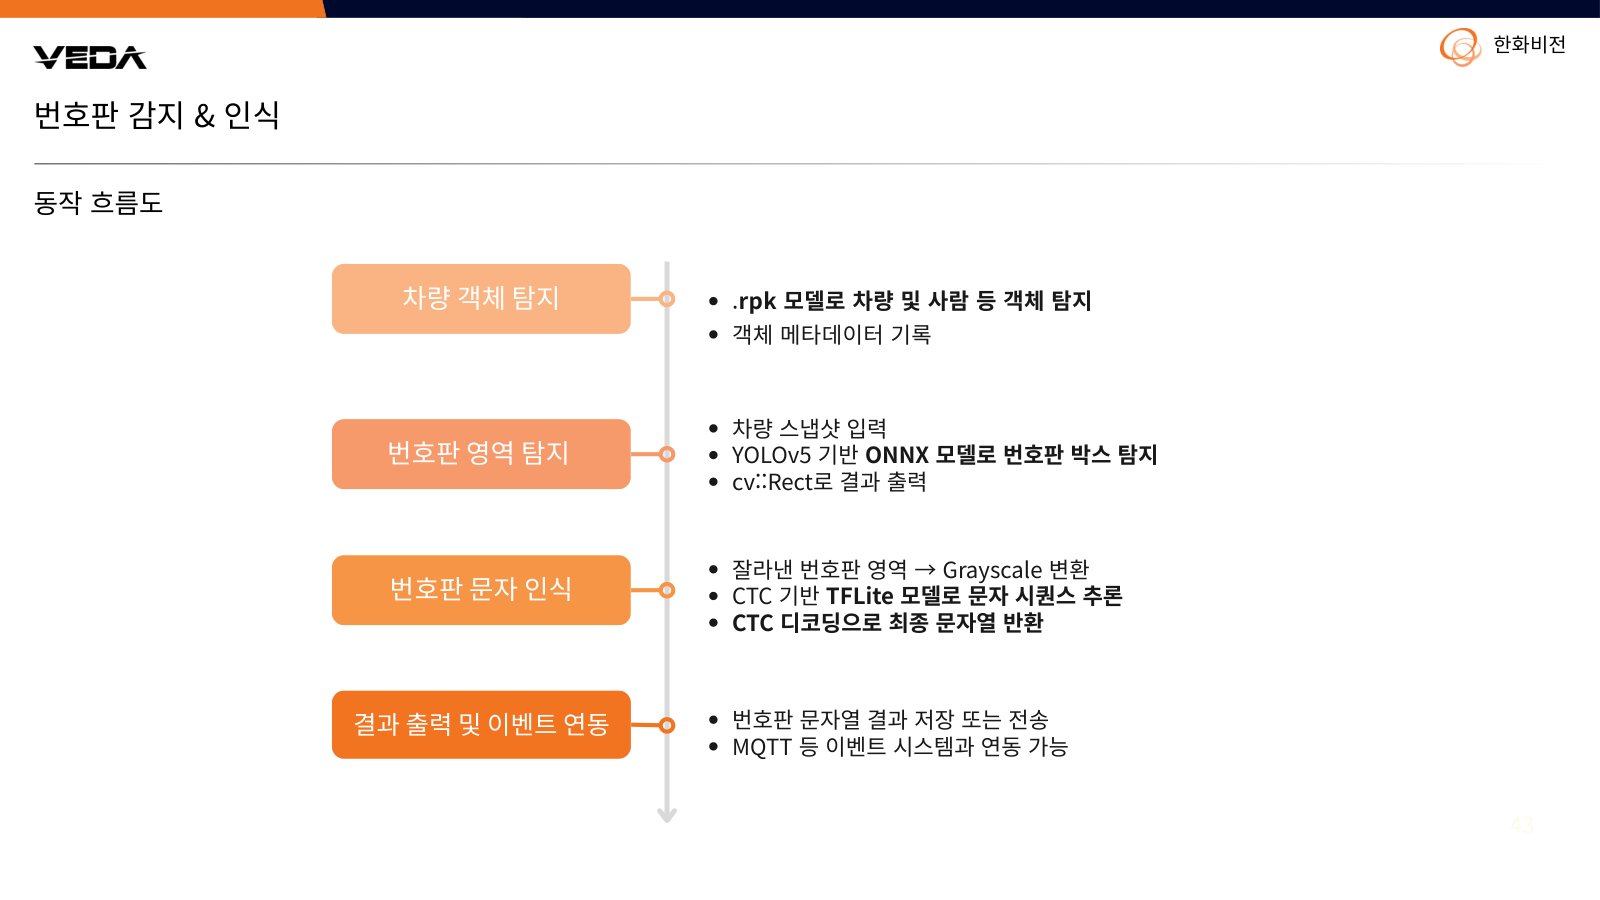 VEDA
한화비전
번호판 감지 & 인식
동작 흐름도
차량 객체 탐지
• .rpk 모델로 차량 및 사람 등 객체 탐지
• 객체 메타데이터 기록
번호판 영역 탐지
• 차량 스냅샷 입력
• YOLOv5 기반 ONNX 모델로 번호판 박스 탐지
• cv::Rect로 결과 출력
번호판 문자 인식
• 잘라낸 번호판 영역 → Grayscale 변환
• CTC 기반 TFLite 모델로 문자 시퀀스 추론
• CTC 디코딩으로 최종 문자열 반환
결과 출력 및 이벤트 연동
• 번호판 문자열 결과 저장 또는 전송
• MQTT 등 이벤트 시스템과 연동 가능
43